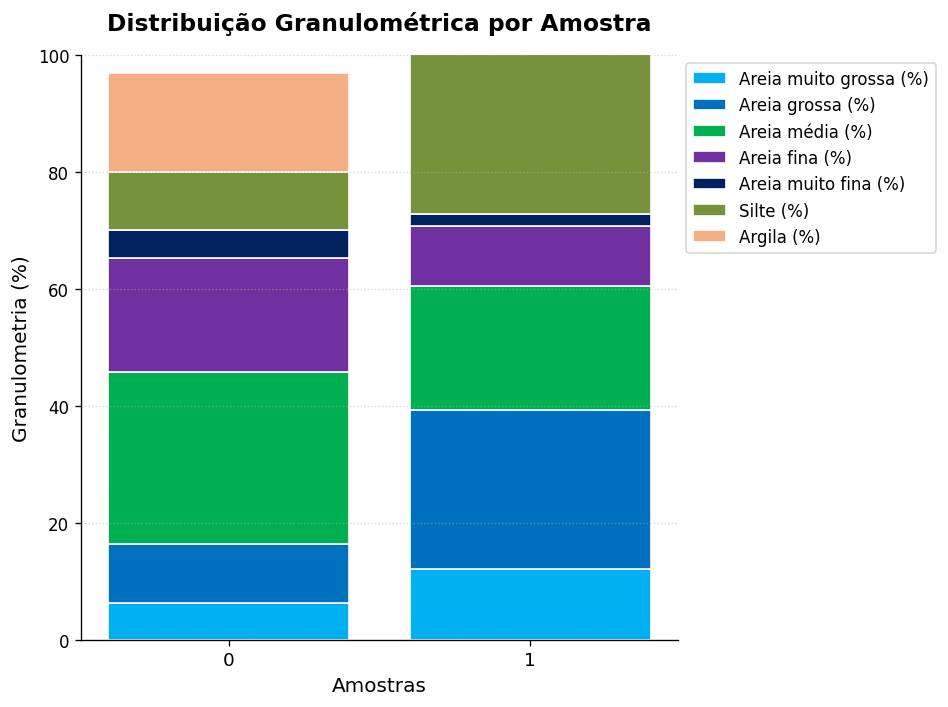 Distribuição Granulométrica por Amostra
100
80
60
40
20
0
Granulometria (%)
0
1
Amostras
Areia muito grossa (%)
Areia grossa (%)
Areia média (%)
Areia fina (%)
Areia muito fina (%)
Silte (%)
Argila (%)